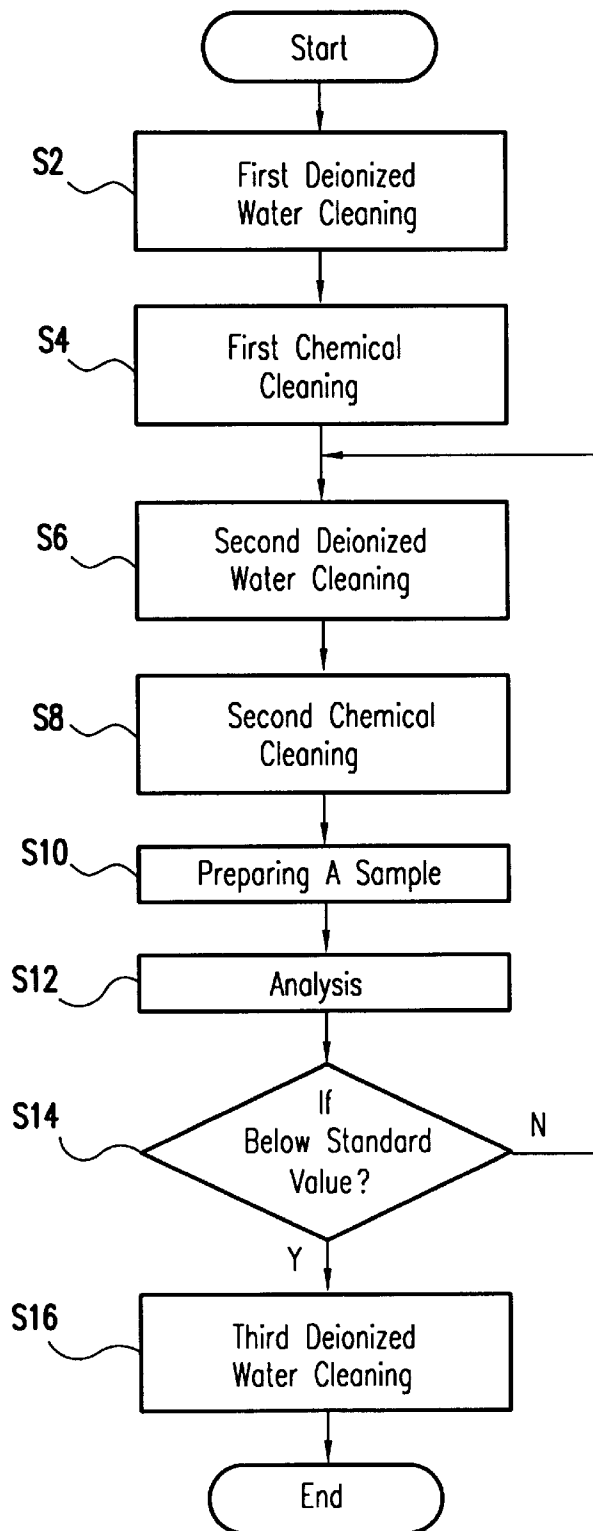 Start
S2
First Deionized
Water Cleaning
S4
First Chemical
Cleaning
S6
Second Deionized
Water Cleaning
S8
Second Chemical
Cleaning
S10
Preparing A Sample
S12
Analysis
S14
If
Below Standard
Value?
N
Y
S16
Third Deionized
Water Cleaning
End